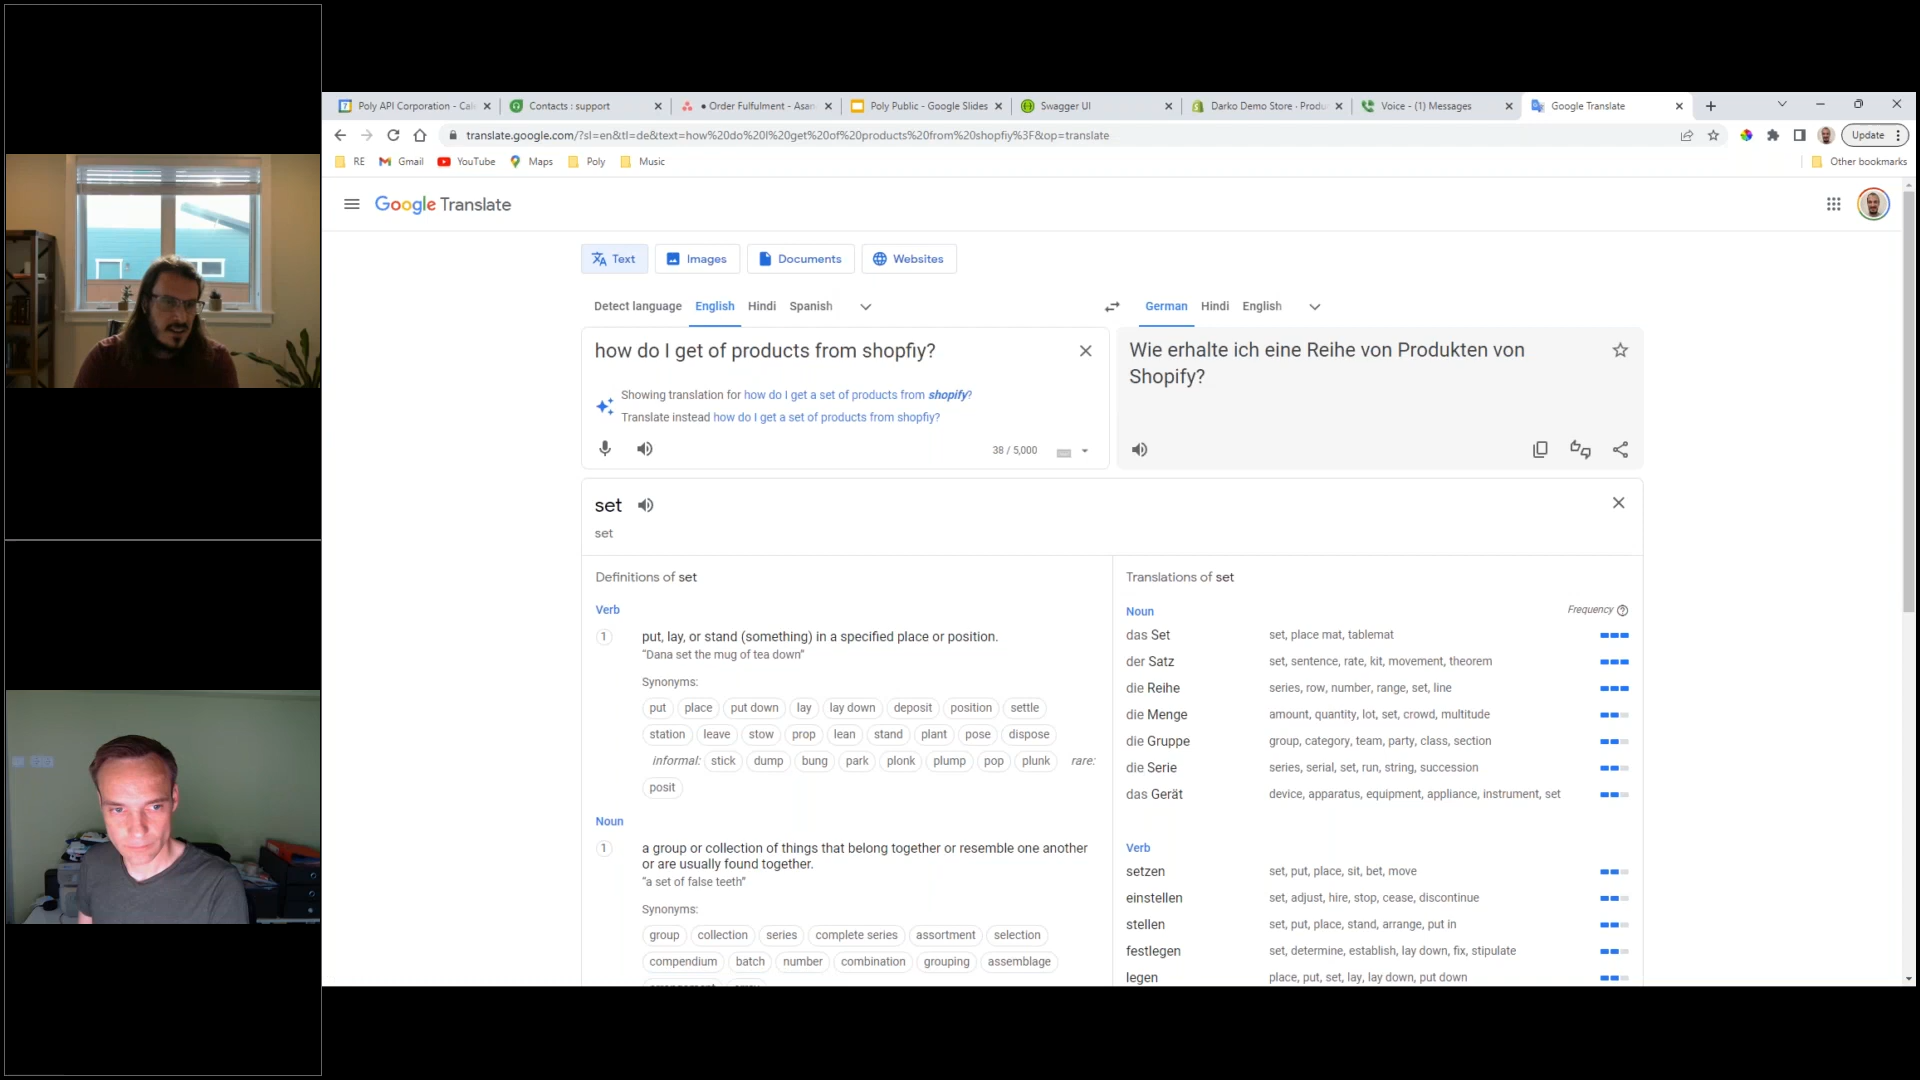 Poly API Corporation - Cale
Contacts : support
• Order Fulfulment - Asan
Poly Public - Google Slides
Swagger UI
Darko Demo Store · Produ
Voice - (1) Messages
Google Translate
translate.google.com/?sl=en&tl=de&text=how%20do%20I%20get%20of%20products%20from%20shopfiy%3F&op=translate
Update
RE
Gmail
YouTube
Maps
Poly
Music
Other bookmarks
Google Translate
Text
Images
Documents
Websites
Detect language
English
Hindi
Spanish
German
Hindi
English
how do I get of products from shopfiy?
Showing translation for how do I get a set of products from shopify?
Translate instead how do I get a set of products from shopfiy?
38 / 5,000
Wie erhalte ich eine Reihe von Produkten von
Shopify?
set
set
Definitions of set
Verb
1
put, lay, or stand (something) in a specified place or position.
"Dana set the mug of tea down"
Synonyms:
put place put down lay lay down deposit position settle
station leave stow prop lean stand plant pose dispose
informal: stick dump bung park plonk plump pop plunk rare:
posit
Noun
1
a group or collection of things that belong together or resemble one another
or are usually found together.
"a set of false teeth"
Synonyms:
group collection series complete series assortment selection
compendium batch number combination grouping assemblage
Translations of set
Noun
Frequency
das Set set, place mat, tablemat
der Satz set, sentence, rate, kit, movement, theorem
die Reihe series, row, number, range, set, line
die Menge amount, quantity, lot, set, crowd, multitude
die Gruppe group, category, team, party, class, section
die Serie series, serial, set, run, string, succession
das Gerät device, apparatus, equipment, appliance, instrument, set
Verb
setzen set, put, place, sit, bet, move
einstellen set, adjust, hire, stop, cease, discontinue
stellen set, put, place, stand, arrange, put in
festlegen set, determine, establish, lay down, fix, stipulate
legen place, put, set, lay, lay down, put down